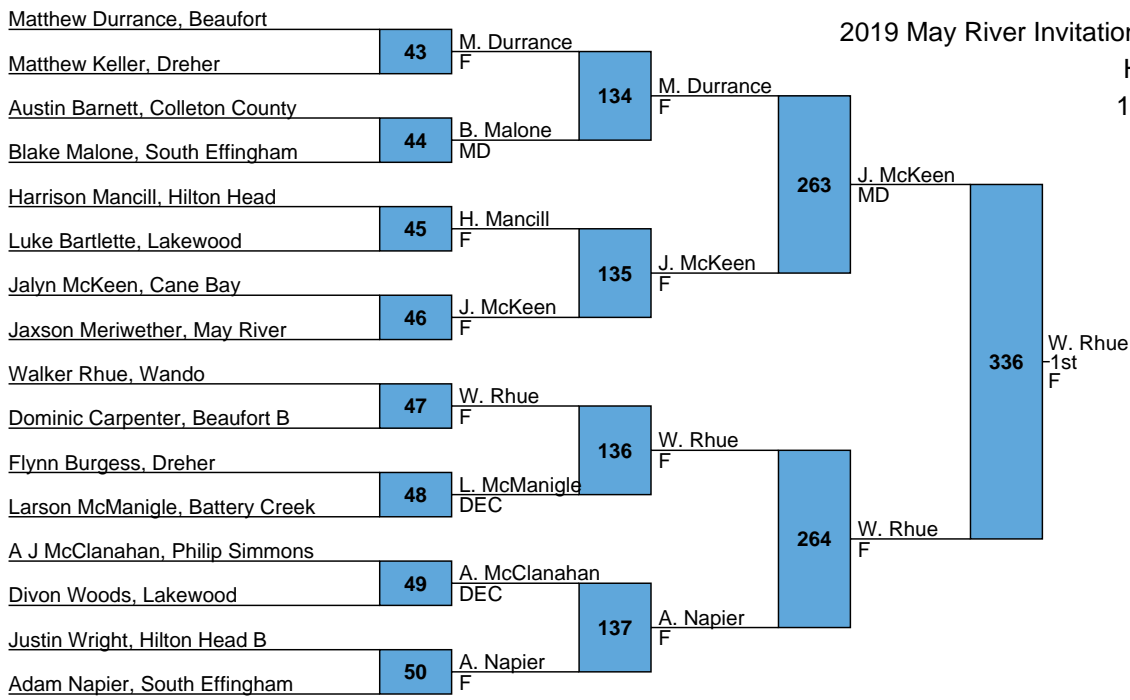 Matthew Durrance, Beaufort
2019 May River Invitation
43
M. Durrance
F
Matthew Keller, Dreher
H
134
M. Durrance
F
Austin Barnett, Colleton County
1
44
B. Malone
MD
Blake Malone, South Effingham
263
J. McKeen
MD
Harrison Mancill, Hilton Head
45
H. Mancill
F
Luke Bartlette, Lakewood
135
J. McKeen
F
Jalyn McKeen, Cane Bay
46
J. McKeen
F
Jaxson Meriwether, May River
336
W. Rhue
1st
F
Walker Rhue, Wando
47
W. Rhue
F
Dominic Carpenter, Beaufort B
136
W. Rhue
F
Flynn Burgess, Dreher
48
L. McManigle
DEC
Larson McManigle, Battery Creek
264
W. Rhue
F
A J McClanahan, Philip Simmons
49
A. McClanahan
DEC
Divon Woods, Lakewood
137
A. Napier
F
Justin Wright, Hilton Head B
50
A. Napier
F
Adam Napier, South Effingham